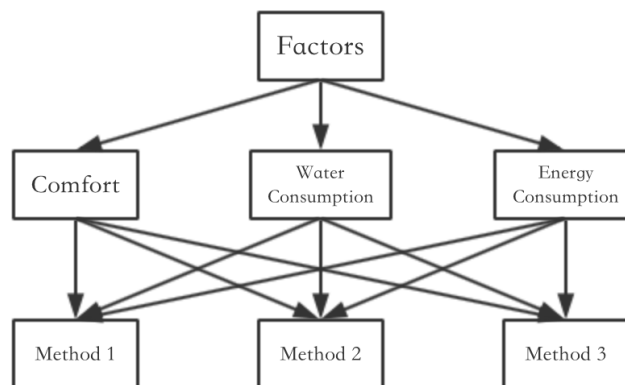 Factors
Comfort
Water
Consumption
Energy
Consumption
Method 1
Method 2
Method 3